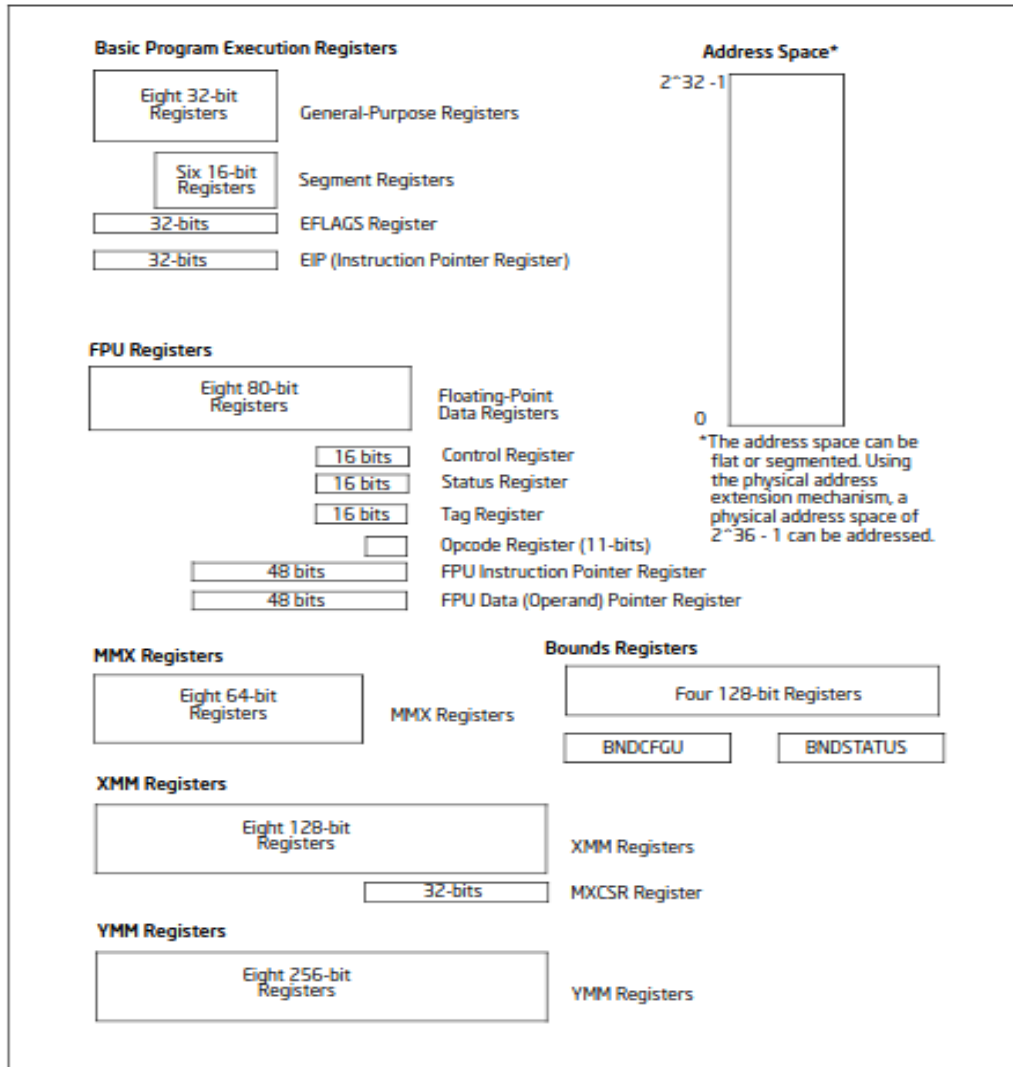 Basic Program Execution Registers
Eight 32-bit
Registers
General-Purpose Registers
Six 16-bit
Registers
Segment Registers
32-bits
EFLAGS Register
32-bits
EIP (Instruction Pointer Register)
Address Space*
2^32 -1
0
*The address space can be
flat or segmented. Using
the physical address
extension mechanism, a
physical address space of
2^36 - 1 can be addressed.
FPU Registers
Eight 80-bit
Registers
Floating-Point
Data Registers
16 bits
Control Register
16 bits
Status Register
16 bits
Tag Register
Opcode Register (11-bits)
48 bits
FPU Instruction Pointer Register
48 bits
FPU Data (Operand) Pointer Register
MMX Registers
Eight 64-bit
Registers
MMX Registers
Bounds Registers
Four 128-bit Registers
BNDCFGU
BNDSTATUS
XMM Registers
Eight 128-bit
Registers
XMM Registers
32-bits
MXCSR Register
YMM Registers
Eight 256-bit
Registers
YMM Registers